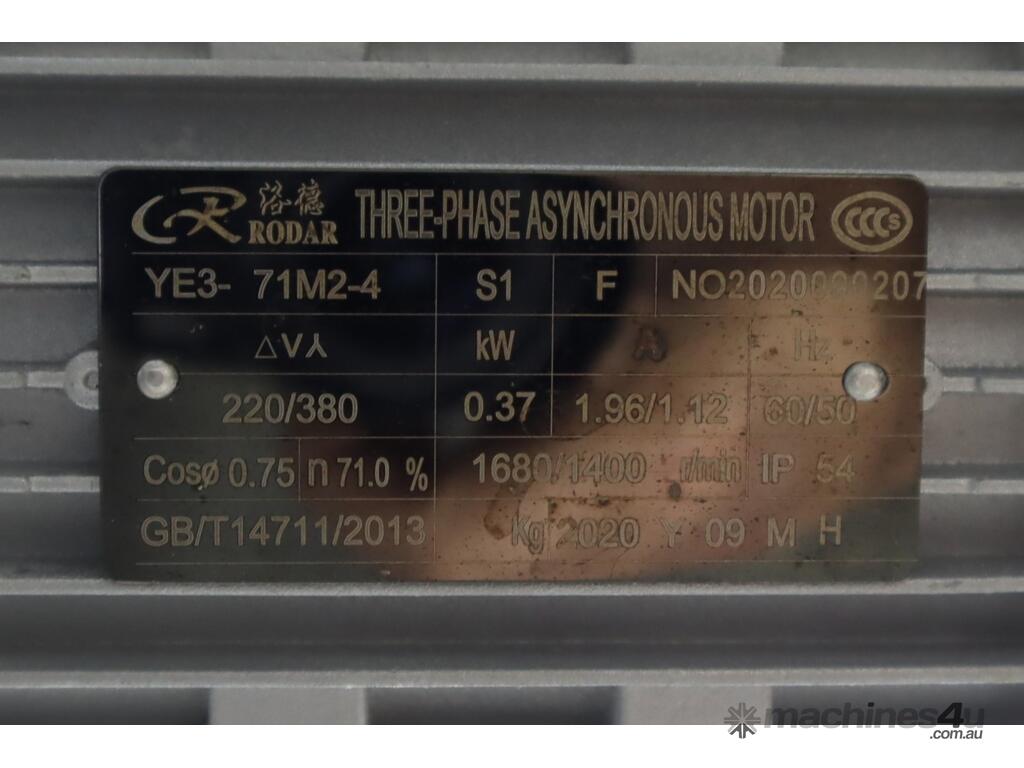 洛德
RODAR
THREE-PHASE ASYNCHRONOUS MOTOR
CCC S
YE3- 71M2-4 S1 F
△V⅄ kW A Hz
220/380 0.37 1.96/1.12 60/50
Cosø 0.75 η 71.0 % 1680/1400 r/min IP 54
GB/T14711/2013 Kg 2020 Y 09 M H
machines4u
.com.au